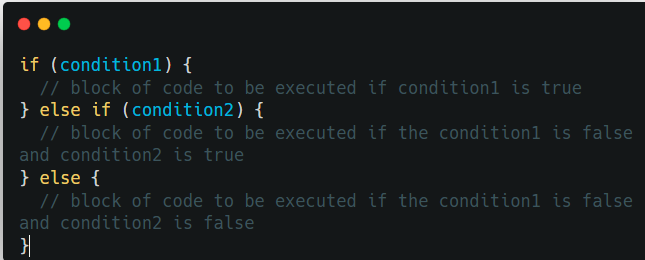 if (condition1) {
  // block of code to be executed if condition1 is true
} else if (condition2) {
  // block of code to be executed if the condition1 is false
and condition2 is true
} else {
  // block of code to be executed if the condition1 is false
and condition2 is false
}